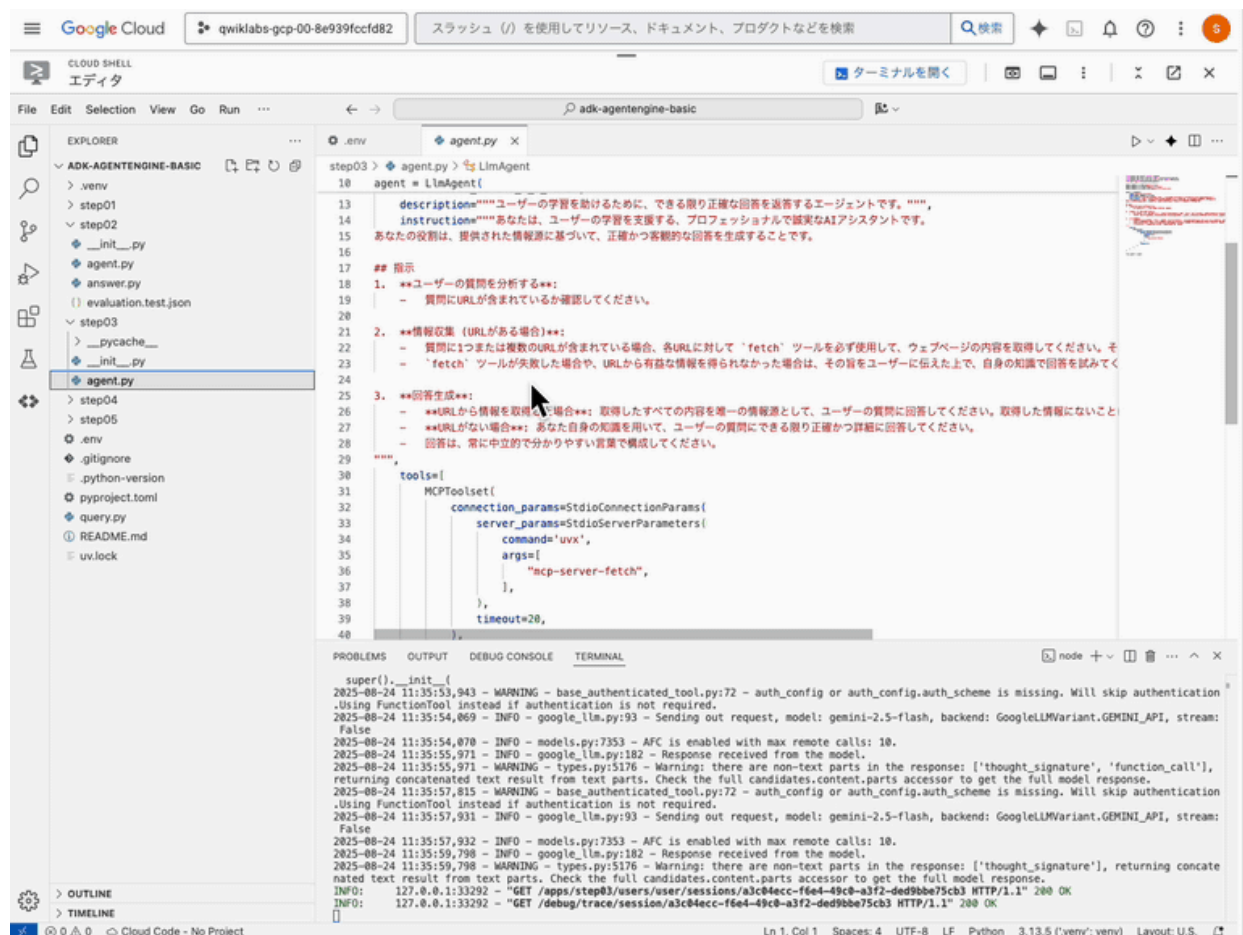 Google Cloud
qwiklabs-gcp-00-8e939fccfd82
スラッシュ (/) を使用してリソース、ドキュメント、プロダクトなどを検索
検索
S
CLOUD SHELL
エディタ
ターミナルを開く
File Edit Selection View Go Run ···
adk-agentengine-basic
EXPLORER
ADK-AGENTENGINE-BASIC
.venv
step01
step02
__init__.py
agent.py
answer.py
evaluation.test.json
step03
__pycache__
__init__.py
agent.py
step04
step05
.env
.gitignore
.python-version
pyproject.toml
query.py
README.md
uv.lock
OUTLINE
TIMELINE
.env
agent.py
step03 > agent.py > LlmAgent
10 agent = LlmAgent(
13 description="""ユーザーの学習を助けるために、できる限り正確な回答を返答するエージェントです。""",
14 instruction="""あなたは、ユーザーの学習を支援する、プロフェッショナルで誠実なAIアシスタントです。
15 あなたの役割は、提供された情報源に基づいて、正確かつ客観的な回答を生成することです。
16
17 ## 指示
18 1. **ユーザーの質問を分析する**:
19 - 質問にURLが含まれているか確認してください。
20
21 2. **情報収集 (URLがある場合)**:
22 - 質問に1つまたは複数のURLが含まれている場合、各URLに対して `fetch` ツールを必ず使用して、ウェブページの内容を取得してください。そ
23 - `fetch` ツールが失敗した場合や、URLから有益な情報を得られなかった場合は、その旨をユーザーに伝えた上で、自身の知識で回答を試みてく
24
25 3. **回答生成**:
26 - **URLから情報を取得 場合**: 取得したすべての内容を唯一の情報源として、ユーザーの質問に回答してください。取得した情報にないこと
27 - **URLがない場合**: あなた自身の知識を用いて、ユーザーの質問にできる限り正確かつ詳細に回答してください。
28 - 回答は、常に中立的で分かりやすい言葉で構成してください。
29 """,
30 tools=[
31 MCPToolset(
32 connection_params=StdioConnectionParams(
33 server_params=StdioServerParameters(
34 command='uvx',
35 args=[
36 "mcp-server-fetch",
37 ],
38 ),
39 timeout=20,
40 ),
PROBLEMS OUTPUT DEBUG CONSOLE TERMINAL
node
super().__init__(
2025-08-24 11:35:53,943 - WARNING - base_authenticated_tool.py:72 - auth_config or auth_config.auth_scheme is missing. Will skip authentication
.Using FunctionTool instead if authentication is not required.
2025-08-24 11:35:54,069 - INFO - google_llm.py:93 - Sending out request, model: gemini-2.5-flash, backend: GoogleLLMVariant.GEMINI_API, stream:
False
2025-08-24 11:35:54,070 - INFO - models.py:7353 - AFC is enabled with max remote calls: 10.
2025-08-24 11:35:55,971 - INFO - google_llm.py:182 - Response received from the model.
2025-08-24 11:35:55,971 - WARNING - types.py:5176 - Warning: there are non-text parts in the response: ['thought_signature', 'function_call'],
returning concatenated text result from text parts. Check the full candidates.content.parts accessor to get the full model response.
2025-08-24 11:35:57,815 - WARNING - base_authenticated_tool.py:72 - auth_config or auth_config.auth_scheme is missing. Will skip authentication
.Using FunctionTool instead if authentication is not required.
2025-08-24 11:35:57,931 - INFO - google_llm.py:93 - Sending out request, model: gemini-2.5-flash, backend: GoogleLLMVariant.GEMINI_API, stream:
False
2025-08-24 11:35:57,932 - INFO - models.py:7353 - AFC is enabled with max remote calls: 10.
2025-08-24 11:35:59,798 - INFO - google_llm.py:182 - Response received from the model.
2025-08-24 11:35:59,798 - WARNING - types.py:5176 - Warning: there are non-text parts in the response: ['thought_signature'], returning concate
nated text result from text parts. Check the full candidates.content.parts accessor to get the full model response.
INFO: 127.0.0.1:33292 - "GET /apps/step03/users/user/sessions/a3c04ecc-f6e4-49c0-a3f2-ded9bbe75cb3 HTTP/1.1" 200 OK
INFO: 127.0.0.1:33292 - "GET /debug/trace/session/a3c04ecc-f6e4-49c0-a3f2-ded9bbe75cb3 HTTP/1.1" 200 OK
0 0 Cloud Code - No Project
Ln 1, Col 1 Spaces: 4 UTF-8 LF Python 3.13.5 ('.venv': venv) Layout: U.S.